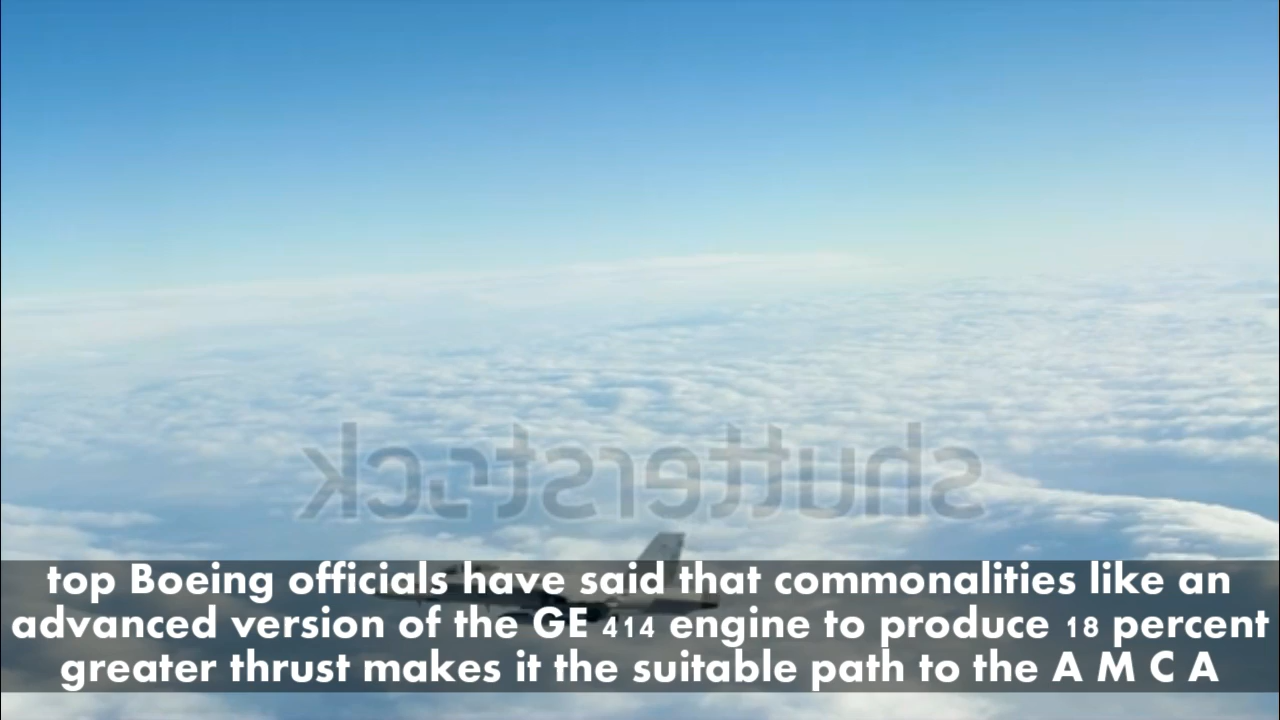 shutterstock
top Boeing officials have said that commonalities like an
advanced version of the GE 414 engine to produce 18 percent
greater thrust makes it the suitable path to the A M C A